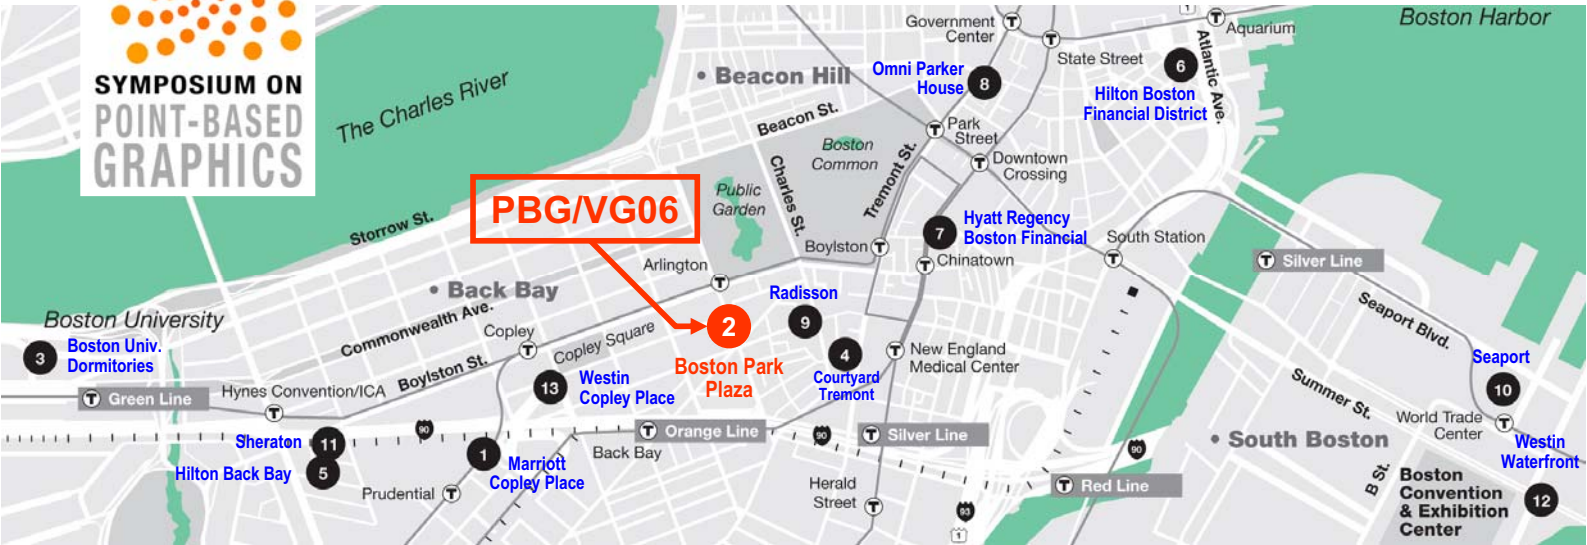 SYMPOSIUM ON
POINT-BASED
GRAPHICS
The Charles River
Boston Harbor
1
Government
Center
Aquarium
State Street
Atlantic Ave.
6
Hilton Boston
Financial District
• Beacon Hill
Omni Parker
House
8
Beacon St.
Park
Street
Boston
Common
Downtown
Crossing
Charles St.
Tremont St.
Public
Garden
PBG/VG06
Storrow St.
Boylston
7
Hyatt Regency
Boston Financial
Chinatown
South Station
T Silver Line
Arlington
• Back Bay
Commonwealth Ave.
Radisson
9
2
Boston Park
Plaza
Seaport Blvd.
Boston University
3
Boston Univ.
Dormitories
Copley
Copley Square
Boylston St.
4
Courtyard
Tremont
New England
Medical Center
Seaport
10
Summer St.
T Green Line
Hynes Convention/ICA
13
Westin
Copley Place
World Trade
Center
90
T Orange Line
90
T Silver Line
90
• South Boston
Westin
Waterfront
Sheraton
11
Hilton Back Bay
5
1
Marriott
Copley Place
Back Bay
Prudential
Herald
Street
T Red Line
B St.
Boston
Convention
& Exhibition
Center
12
93
1